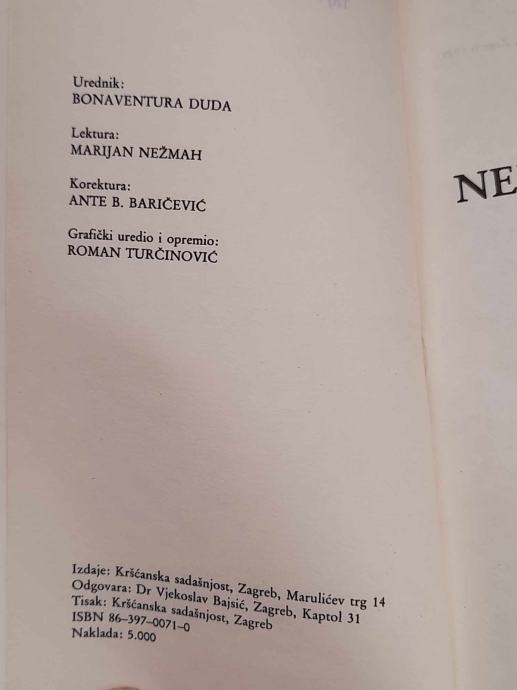 Urednik:
BONAVENTURA DUDA
Lektura:
MARIJAN NEŽMAH
Korektura:
ANTE B. BARIČEVIĆ
Grafički uredio i opremio:
ROMAN TURČINOVIĆ
Izdaje: Kršćanska sadašnjost, Zagreb, Marulićev trg 14
Odgovara: Dr Vjekoslav Bajsić, Zagreb, Kaptol 31
Tisak: Kršćanska sadašnjost, Zagreb
ISBN 86-397-0071-0
Naklada: 5.000
NE